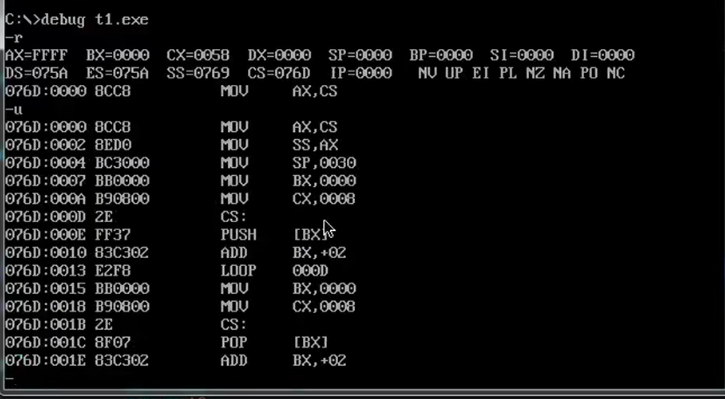 C:\>debug t1.exe
-r
AX=FFFF  BX=0000  CX=0058  DX=0000  SP=0000  BP=0000  SI=0000  DI=0000
DS=075A  ES=075A  SS=0769  CS=076D  IP=0000   NV UP EI PL NZ NA PO NC
076D:0000 8CC8          MOV     AX,CS
-u
076D:0000 8CC8          MOV     AX,CS
076D:0002 8ED0          MOV     SS,AX
076D:0004 BC3000        MOV     SP,0030
076D:0007 BB0000        MOV     BX,0000
076D:000A B90800        MOV     CX,0008
076D:000D 2E            CS:
076D:000E FF37          PUSH    [BX]
076D:0010 83C302        ADD     BX,+02
076D:0013 E2F8          LOOP    000D
076D:0015 BB0000        MOV     BX,0000
076D:0018 B90800        MOV     CX,0008
076D:001B 2E            CS:
076D:001C 8F07          POP     [BX]
076D:001E 83C302        ADD     BX,+02
-